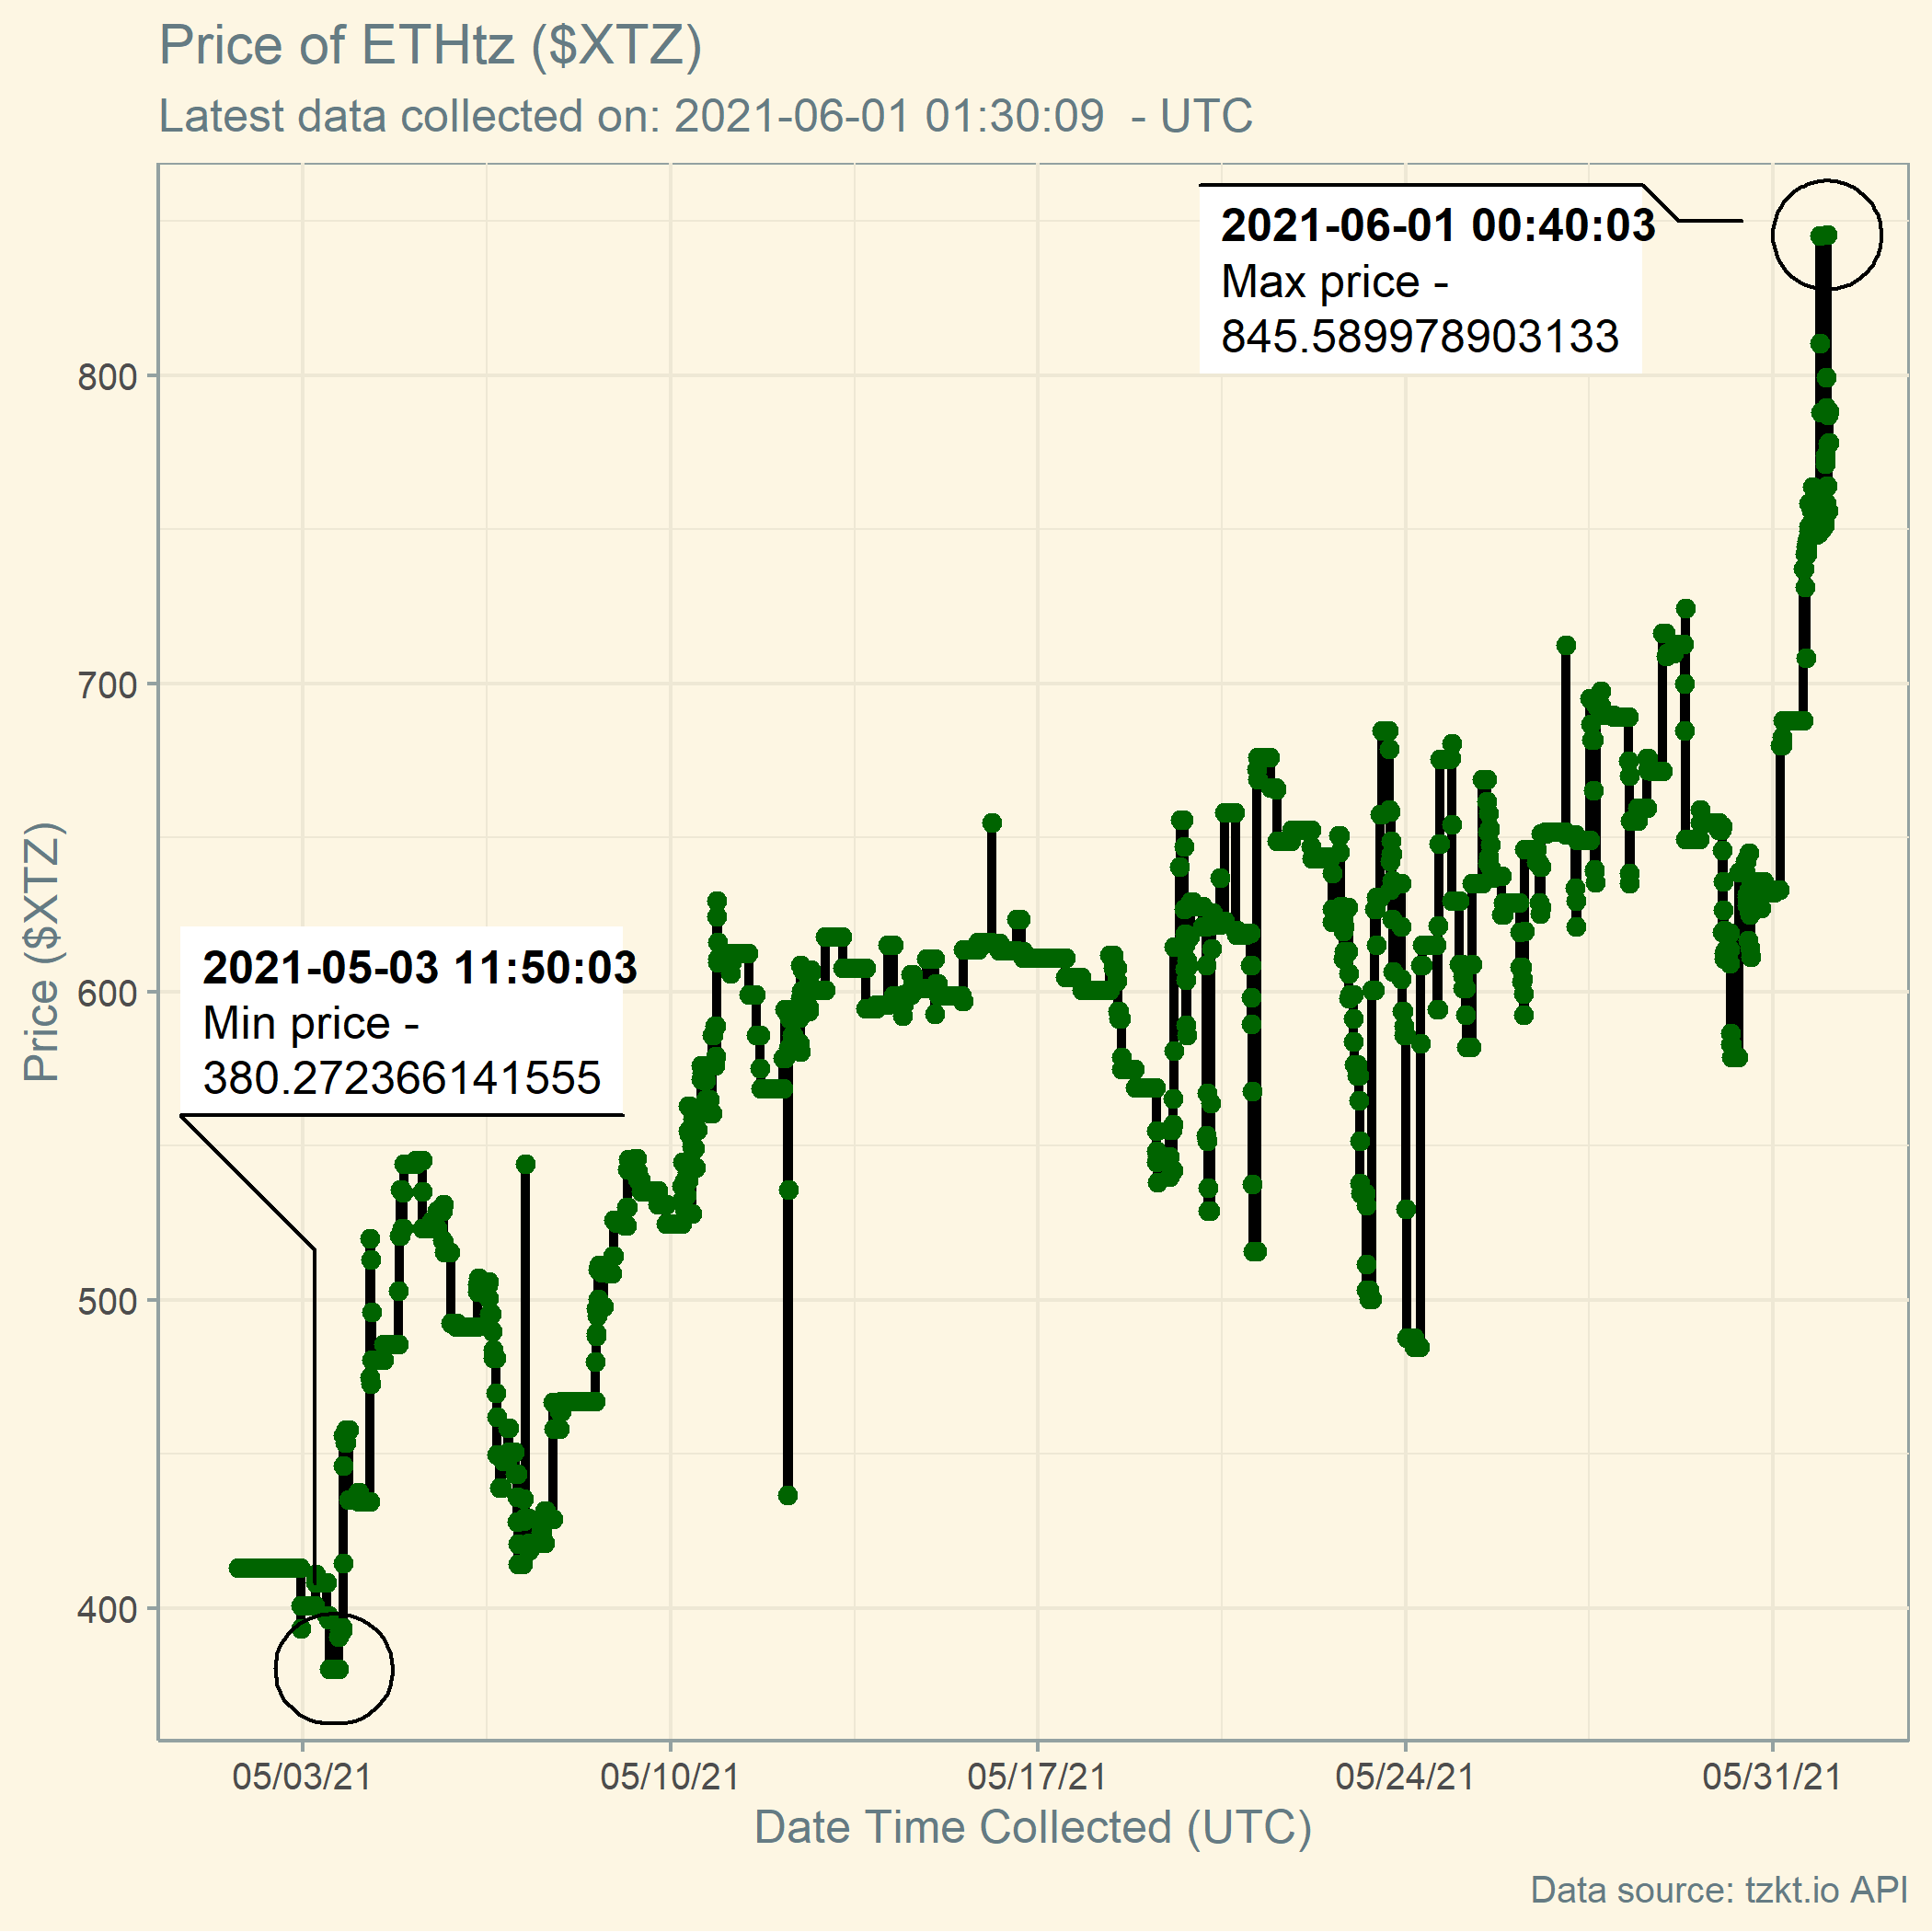 Price of ETHtz ($XTZ)
Latest data collected on: 2021-06-01 01:30:09  - UTC
2021-06-01 00:40:03
Max price -
845.589978903133
800
700
600
500
400
Price ($XTZ)
2021-05-03 11:50:03
Min price -
380.272366141555
05/03/21
05/10/21
05/17/21
05/24/21
05/31/21
Date Time Collected (UTC)
Data source: tzkt.io API